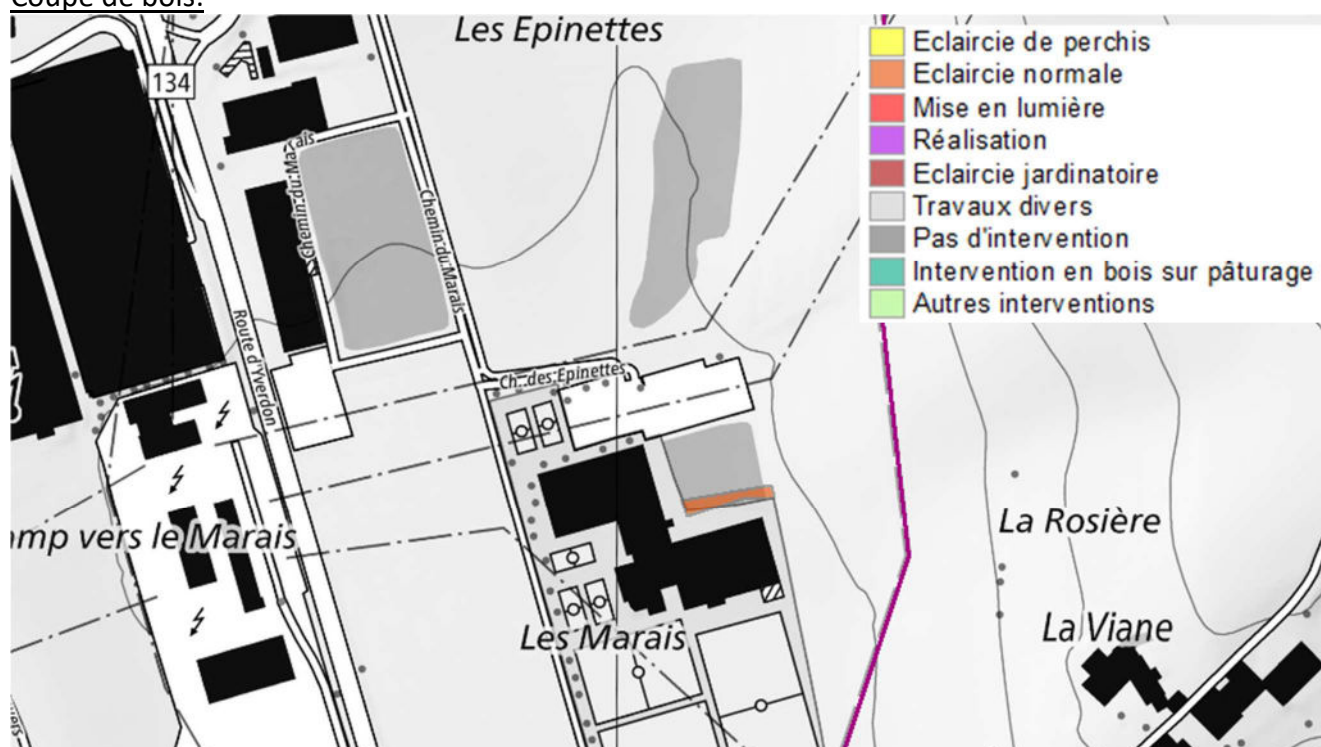 Coupe de bois:
Les Epinettes
134
Eclaircie de perchis
Eclaircie normale
Mise en lumière
Réalisation
Eclaircie jardinatoire
Travaux divers
Pas d'intervention
Intervention en bois sur pâturage
Autres interventions
Chemin du Marais
Chemin du Marais
Route d'Yverdon
Ch. des Epinettes
amp vers le Marais
La Rosière
Les Marais
La Viane